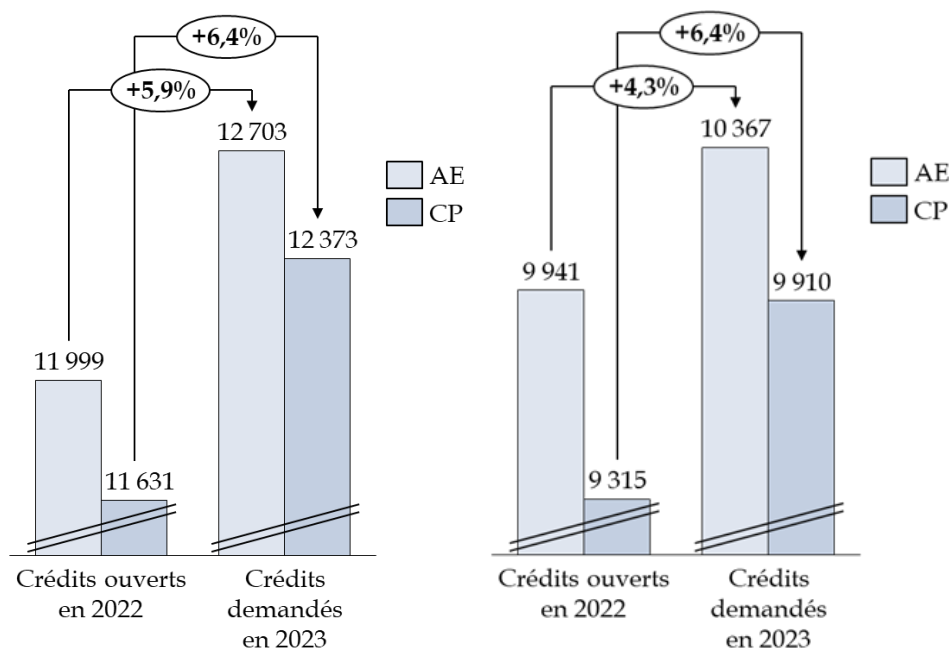 +6,4%
+5,9%
12 703
AE
CP
12 373
11 999
11 631
Crédits ouverts
en 2022
Crédits
demandés
en 2023
+6,4%
+4,3%
10 367
AE
CP
9 941
9 910
9 315
Crédits ouverts
en 2022
Crédits
demandés
en 2023